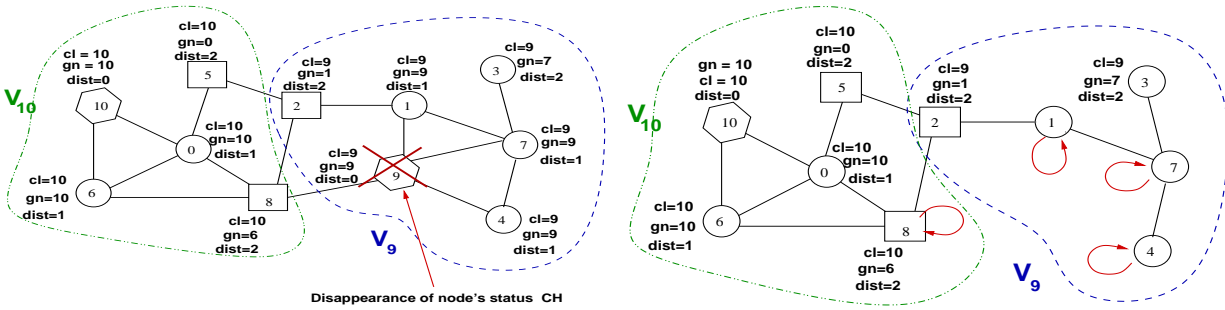 V10
cl = 10
gn = 10
dist=0
10
cl=10
gn=0
dist=2
5
cl=10
gn=10
dist=1
0
cl=10
gn=10
dist=1
6
cl=10
gn=6
dist=2
8
cl=9
gn=1
dist=2
2
cl=9
gn=9
dist=1
1
cl=9
gn=7
dist=2
3
cl=9
gn=9
dist=1
7
cl=9
gn=9
dist=0
9
cl=9
gn=9
dist=1
4
V9
Disappearance of node's status CH
V10
gn = 10
cl = 10
dist=0
10
cl=10
gn=0
dist=2
5
cl=10
gn=10
dist=1
0
cl=10
gn=10
dist=1
6
cl=10
gn=6
dist=2
8
cl=9
gn=1
dist=2
2
1
cl=9
gn=7
dist=2
3
7
4
V9